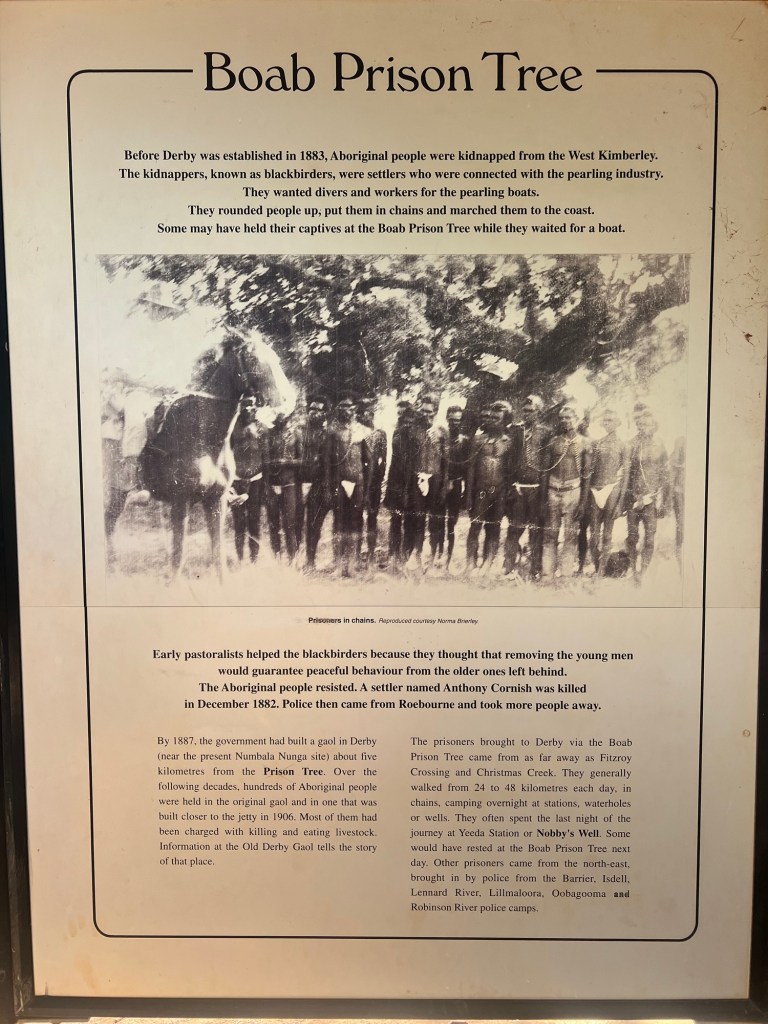 Boab Prison Tree
Before Derby was established in 1883, Aboriginal people were kidnapped from the West Kimberley.
The kidnappers, known as blackbirders, were settlers who were connected with the pearling industry.
They wanted divers and workers for the pearling boats.
They rounded people up, put them in chains and marched them to the coast.
Some may have held their captives at the Boab Prison Tree while they waited for a boat.
Prisoners in chains. Reproduced courtesy Norma Brierley
Early pastoralists helped the blackbirders because they thought that removing the young men
would guarantee peaceful behaviour from the older ones left behind.
The Aboriginal people resisted. A settler named Anthony Cornish was killed
in December 1882. Police then came from Roebourne and took more people away.
By 1887, the government had built a gaol in Derby
(near the present Numbala Nunga site) about five
kilometres from the Prison Tree. Over the
following decades, hundreds of Aboriginal people
were held in the original gaol and in one that was
built closer to the jetty in 1906. Most of them had
been charged with killing and eating livestock.
Information at the Old Derby Gaol tells the story
of that place.
The prisoners brought to Derby via the Boab
Prison Tree came from as far away as Fitzroy
Crossing and Christmas Creek. They generally
walked from 24 to 48 kilometres each day, in
chains, camping overnight at stations, waterholes
or wells. They often spent the last night of the
journey at Yeeda Station or Nobby's Well. Some
would have rested at the Boab Prison Tree next
day. Other prisoners came from the north-east,
brought in by police from the Barrier, Isdell,
Lennard River, Lillmaloora, Oobagooma and
Robinson River police camps.